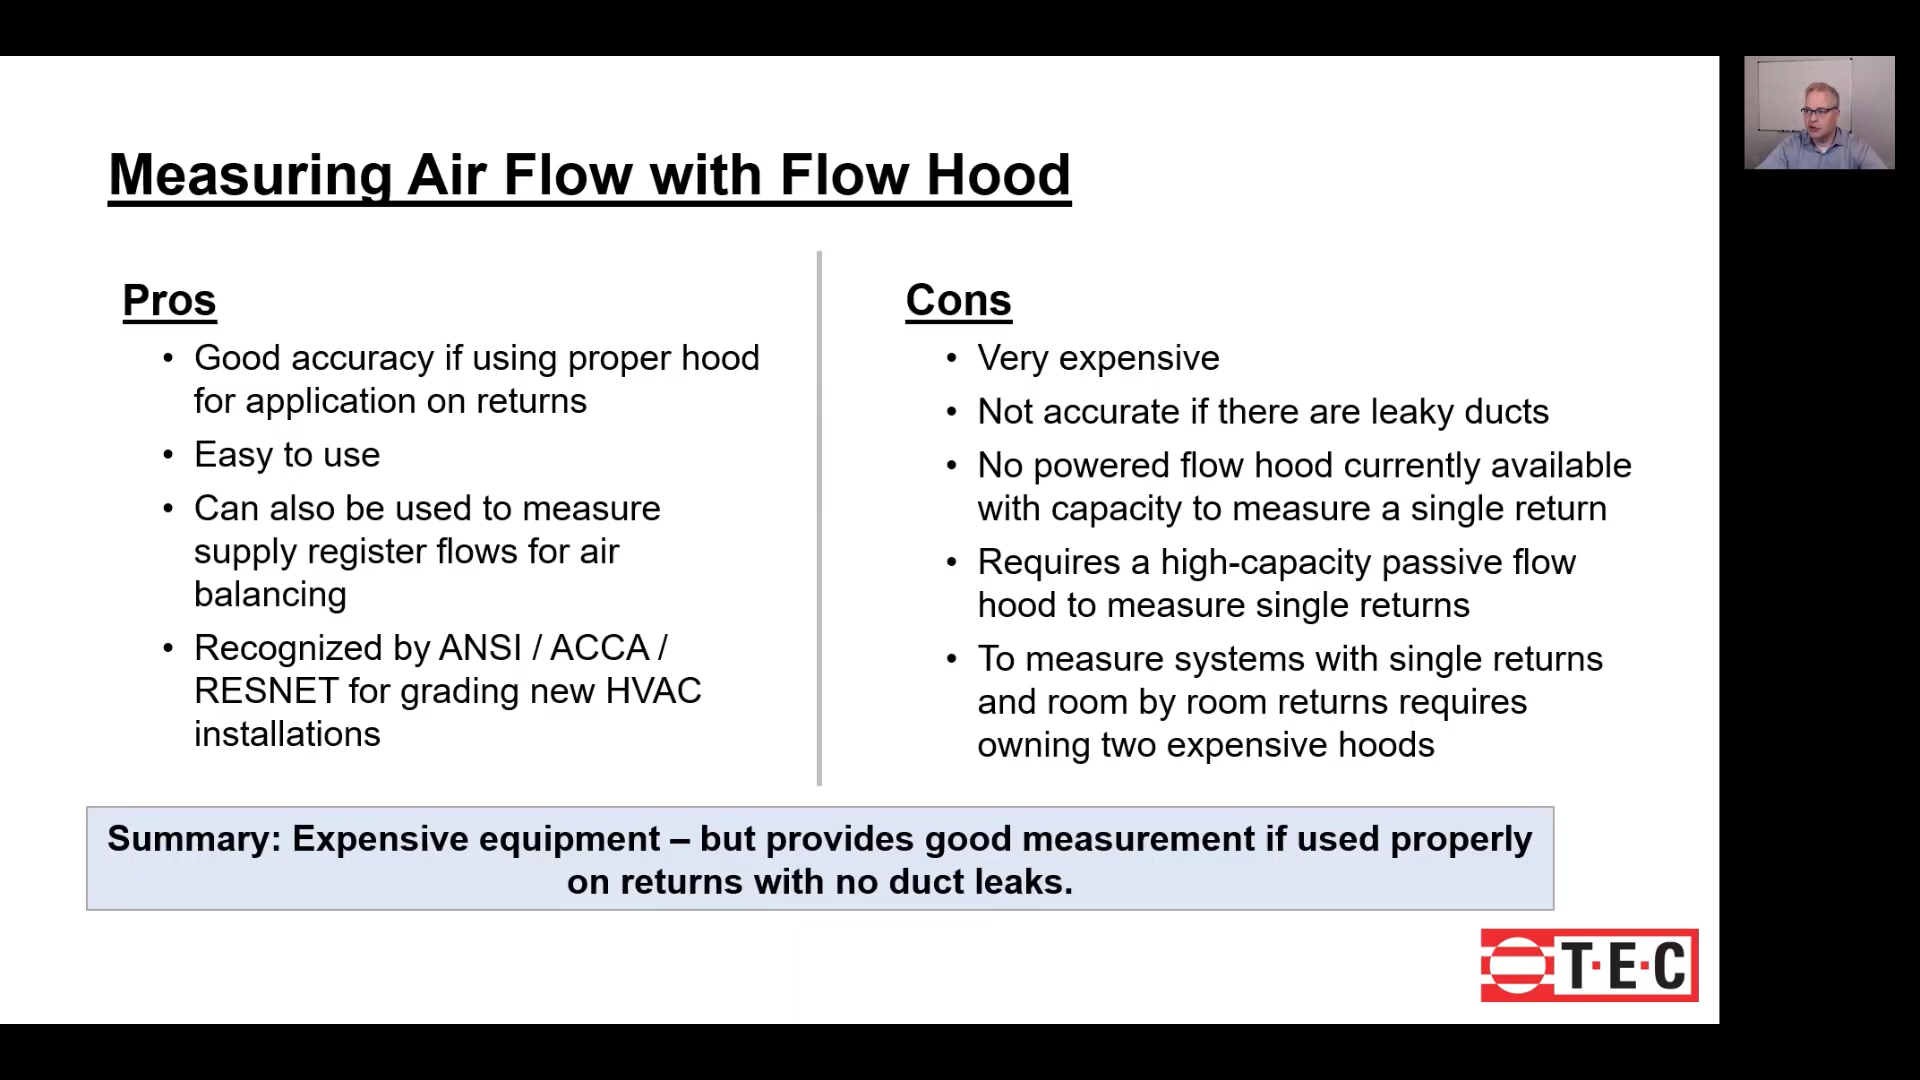 Measuring Air Flow with Flow Hood
Pros
• Good accuracy if using proper hood
for application on returns
• Easy to use
• Can also be used to measure
supply register flows for air
balancing
• Recognized by ANSI / ACCA /
RESNET for grading new HVAC
installations
Cons
• Very expensive
• Not accurate if there are leaky ducts
• No powered flow hood currently available
with capacity to measure a single return
• Requires a high-capacity passive flow
hood to measure single returns
• To measure systems with single returns
and room by room returns requires
owning two expensive hoods
Summary: Expensive equipment – but provides good measurement if used properly
on returns with no duct leaks.
T·E·C